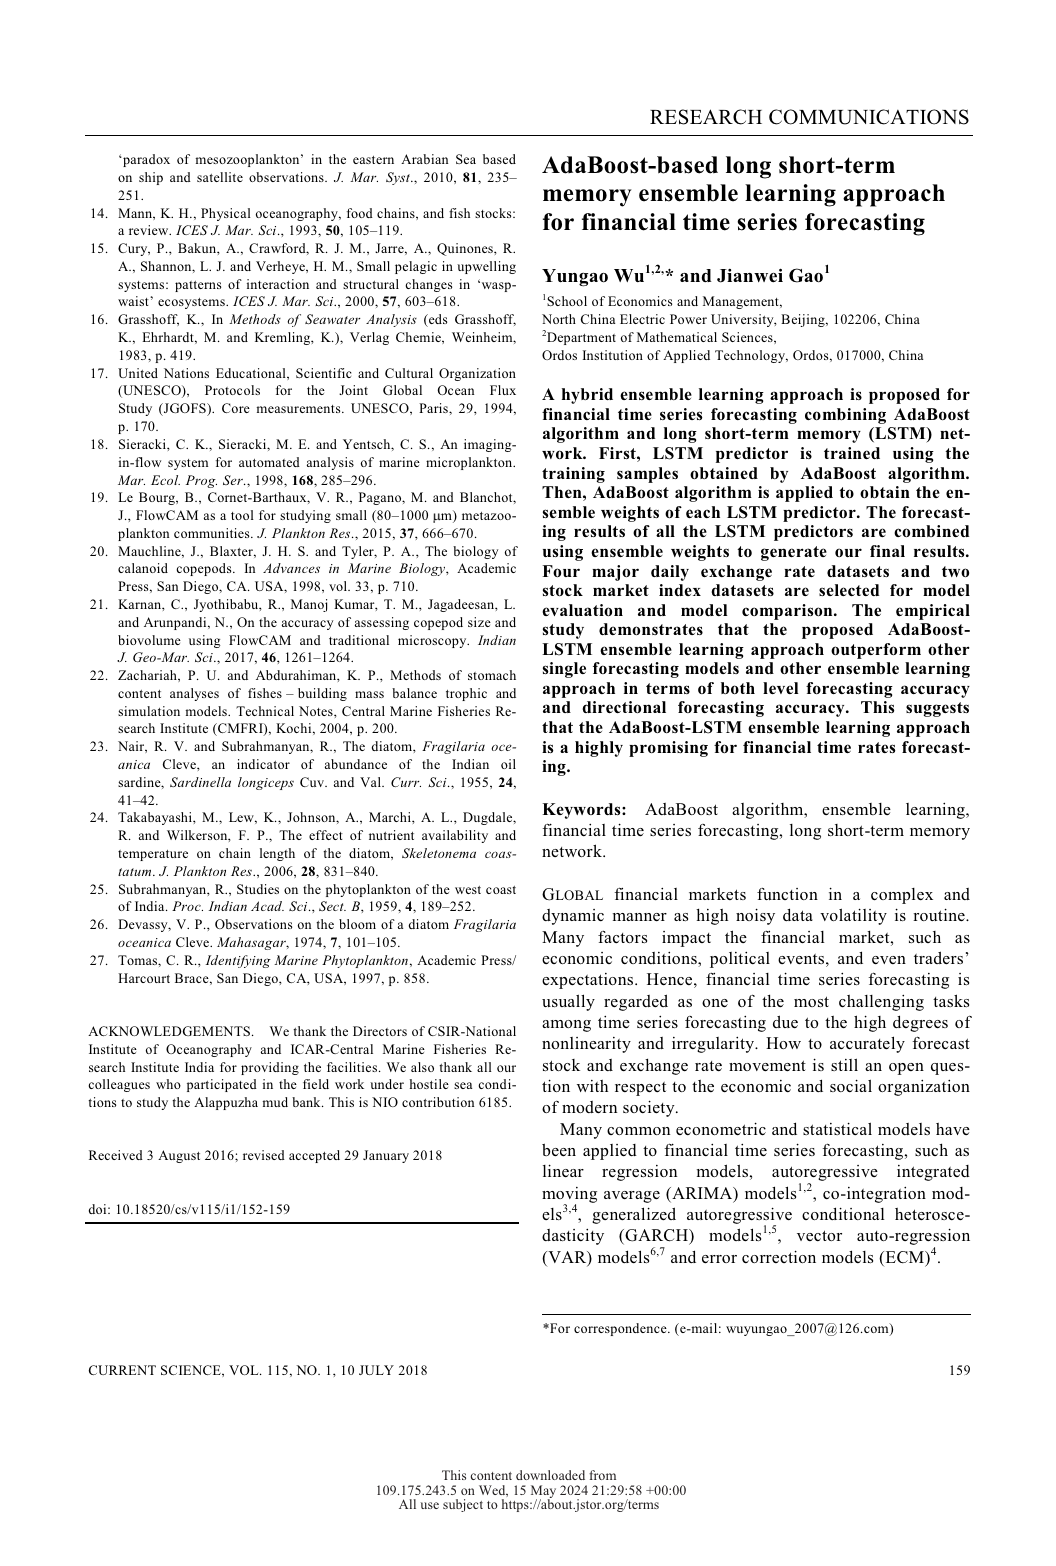 RESEARCH COMMUNICATIONS
‘paradox of mesozooplankton’ in the eastern Arabian Sea based
on ship and satellite observations. J. Mar. Syst., 2010, 81, 235–
251.
14. Mann, K. H., Physical oceanography, food chains, and fish stocks:
a review. ICES J. Mar. Sci., 1993, 50, 105–119.
15. Cury, P., Bakun, A., Crawford, R. J. M., Jarre, A., Quinones, R.
A., Shannon, L. J. and Verheye, H. M., Small pelagic in upwelling
systems: patterns of interaction and structural changes in ‘wasp-
waist’ ecosystems. ICES J. Mar. Sci., 2000, 57, 603–618.
16. Grasshoff, K., In Methods of Seawater Analysis (eds Grasshoff,
K., Ehrhardt, M. and Kremling, K.), Verlag Chemie, Weinheim,
1983, p. 419.
17. United Nations Educational, Scientific and Cultural Organization
(UNESCO), Protocols for the Joint Global Ocean Flux
Study (JGOFS). Core measurements. UNESCO, Paris, 29, 1994,
p. 170.
18. Sieracki, C. K., Sieracki, M. E. and Yentsch, C. S., An imaging-
in-flow system for automated analysis of marine microplankton.
Mar. Ecol. Prog. Ser., 1998, 168, 285–296.
19. Le Bourg, B., Cornet-Barthaux, V. R., Pagano, M. and Blanchot,
J., FlowCAM as a tool for studying small (80–1000 μm) metazoo-
plankton communities. J. Plankton Res., 2015, 37, 666–670.
20. Mauchline, J., Blaxter, J. H. S. and Tyler, P. A., The biology of
calanoid copepods. In Advances in Marine Biology, Academic
Press, San Diego, CA. USA, 1998, vol. 33, p. 710.
21. Karnan, C., Jyothibabu, R., Manoj Kumar, T. M., Jagadeesan, L.
and Arunpandi, N., On the accuracy of assessing copepod size and
biovolume using FlowCAM and traditional microscopy. Indian
J. Geo-Mar. Sci., 2017, 46, 1261–1264.
22. Zachariah, P. U. and Abdurahiman, K. P., Methods of stomach
content analyses of fishes – building mass balance trophic and
simulation models. Technical Notes, Central Marine Fisheries Re-
search Institute (CMFRI), Kochi, 2004, p. 200.
23. Nair, R. V. and Subrahmanyan, R., The diatom, Fragilaria oce-
anica Cleve, an indicator of abundance of the Indian oil
sardine, Sardinella longiceps Cuv. and Val. Curr. Sci., 1955, 24,
41–42.
24. Takabayashi, M., Lew, K., Johnson, A., Marchi, A. L., Dugdale,
R. and Wilkerson, F. P., The effect of nutrient availability and
temperature on chain length of the diatom, Skeletonema coas-
tatum. J. Plankton Res., 2006, 28, 831–840.
25. Subrahmanyan, R., Studies on the phytoplankton of the west coast
of India. Proc. Indian Acad. Sci., Sect. B, 1959, 4, 189–252.
26. Devassy, V. P., Observations on the bloom of a diatom Fragilaria
oceanica Cleve. Mahasagar, 1974, 7, 101–105.
27. Tomas, C. R., Identifying Marine Phytoplankton, Academic Press/
Harcourt Brace, San Diego, CA, USA, 1997, p. 858.
ACKNOWLEDGEMENTS. We thank the Directors of CSIR-National
Institute of Oceanography and ICAR-Central Marine Fisheries Re-
search Institute India for providing the facilities. We also thank all our
colleagues who participated in the field work under hostile sea condi-
tions to study the Alappuzha mud bank. This is NIO contribution 6185.
Received 3 August 2016; revised accepted 29 January 2018
doi: 10.18520/cs/v115/i1/152-159
AdaBoost-based long short-term
memory ensemble learning approach
for financial time series forecasting
Yungao Wu1,2,* and Jianwei Gao1
1School of Economics and Management,
North China Electric Power University, Beijing, 102206, China
2Department of Mathematical Sciences,
Ordos Institution of Applied Technology, Ordos, 017000, China
A hybrid ensemble learning approach is proposed for
financial time series forecasting combining AdaBoost
algorithm and long short-term memory (LSTM) net-
work. First, LSTM predictor is trained using the
training samples obtained by AdaBoost algorithm.
Then, AdaBoost algorithm is applied to obtain the en-
semble weights of each LSTM predictor. The forecast-
ing results of all the LSTM predictors are combined
using ensemble weights to generate our final results.
Four major daily exchange rate datasets and two
stock market index datasets are selected for model
evaluation and model comparison. The empirical
study demonstrates that the proposed AdaBoost-
LSTM ensemble learning approach outperform other
single forecasting models and other ensemble learning
approach in terms of both level forecasting accuracy
and directional forecasting accuracy. This suggests
that the AdaBoost-LSTM ensemble learning approach
is a highly promising for financial time rates forecast-
ing.
Keywords: AdaBoost algorithm, ensemble learning,
financial time series forecasting, long short-term memory
network.
GLOBAL financial markets function in a complex and
dynamic manner as high noisy data volatility is routine.
Many factors impact the financial market, such as
economic conditions, political events, and even traders’
expectations. Hence, financial time series forecasting is
usually regarded as one of the most challenging tasks
among time series forecasting due to the high degrees of
nonlinearity and irregularity. How to accurately forecast
stock and exchange rate movement is still an open ques-
tion with respect to the economic and social organization
of modern society.
Many common econometric and statistical models have
been applied to financial time series forecasting, such as
linear regression models, autoregressive integrated
moving average (ARIMA) models1,2, co-integration mod-
els3,4, generalized autoregressive conditional heterosce-
dasticity (GARCH) models1,5, vector auto-regression
(VAR) models6,7 and error correction models (ECM)4.
*For correspondence. (e-mail: wuyungao_2007@126.com)
CURRENT SCIENCE, VOL. 115, NO. 1, 10 JULY 2018
159
This content downloaded from
109.175.243.5 on Wed, 15 May 2024 21:29:58 +00:00
All use subject to https://about.jstor.org/terms